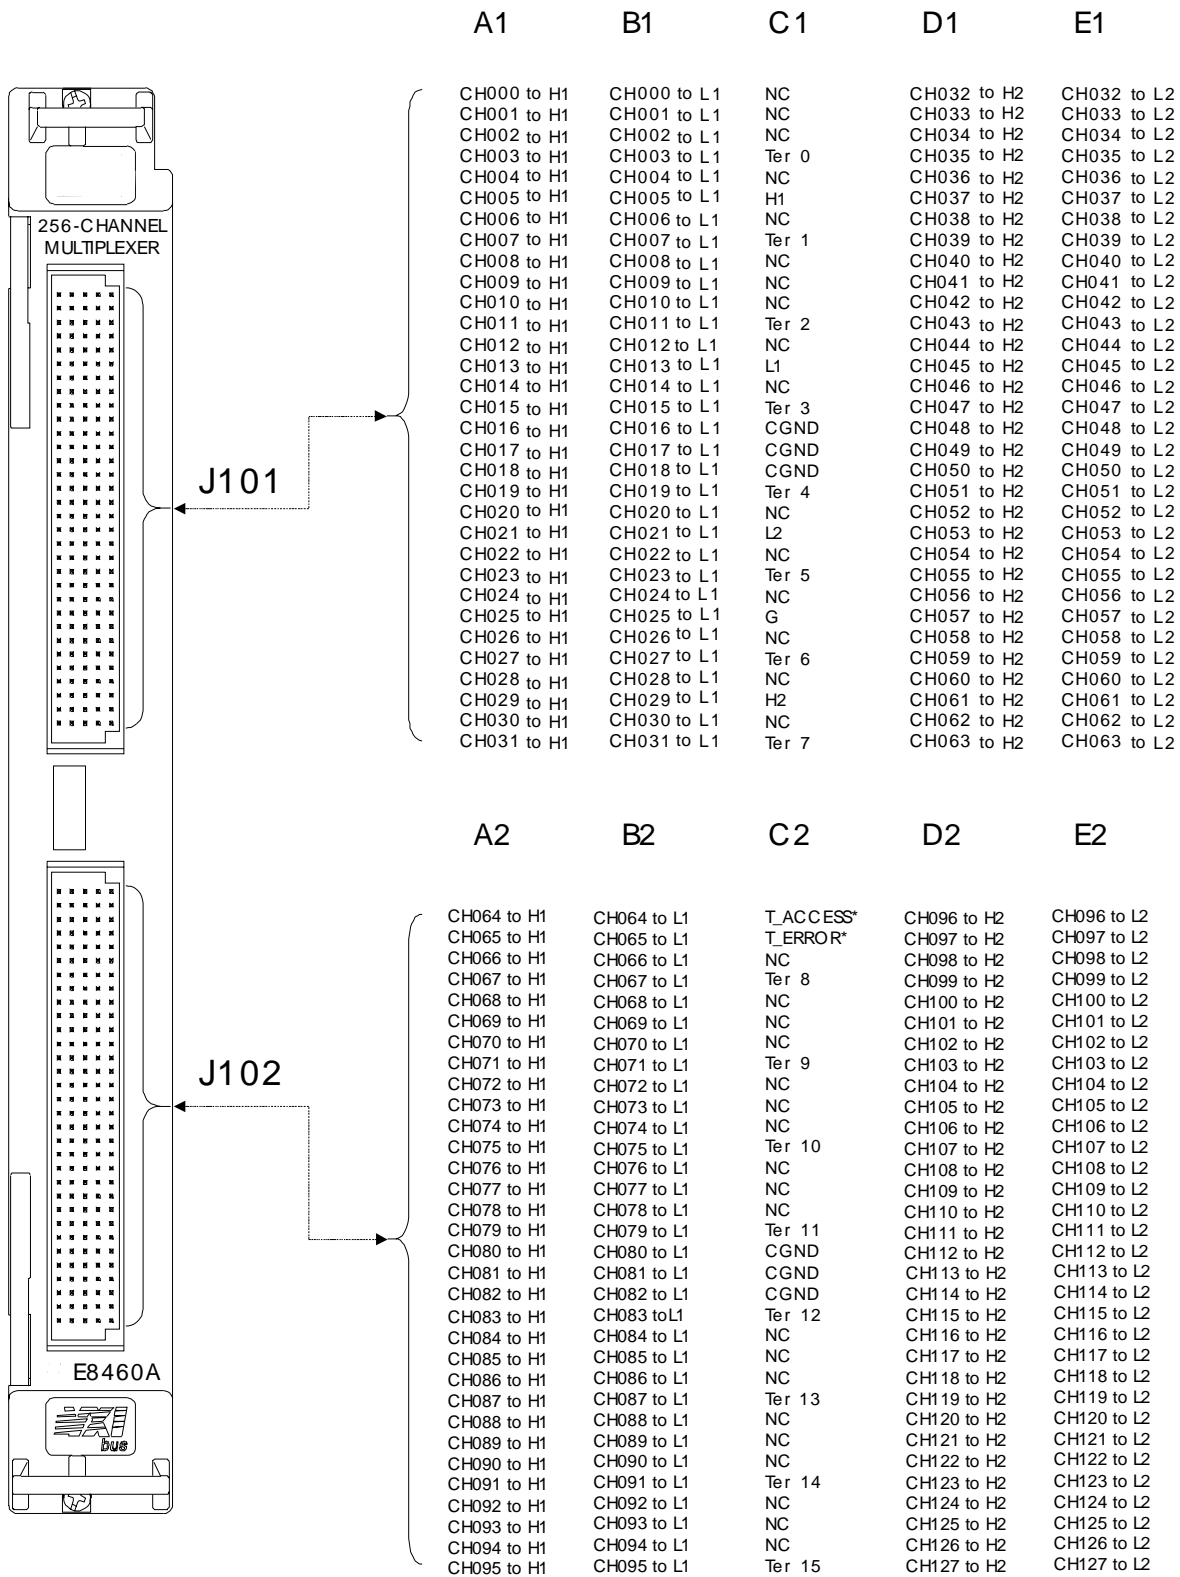 A1 B1 C1 D1 E1
256-CHANNEL
MULTIPLEXER
J101
CH000 to H1 CH000 to L1 NC CH032 to H2 CH032 to L2
CH001 to H1 CH001 to L1 NC CH033 to H2 CH033 to L2
CH002 to H1 CH002 to L1 NC CH034 to H2 CH034 to L2
CH003 to H1 CH003 to L1 Ter 0 CH035 to H2 CH035 to L2
CH004 to H1 CH004 to L1 NC CH036 to H2 CH036 to L2
CH005 to H1 CH005 to L1 H1 CH037 to H2 CH037 to L2
CH006 to H1 CH006 to L1 NC CH038 to H2 CH038 to L2
CH007 to H1 CH007 to L1 Ter 1 CH039 to H2 CH039 to L2
CH008 to H1 CH008 to L1 NC CH040 to H2 CH040 to L2
CH009 to H1 CH009 to L1 NC CH041 to H2 CH041 to L2
CH010 to H1 CH010 to L1 NC CH042 to H2 CH042 to L2
CH011 to H1 CH011 to L1 Ter 2 CH043 to H2 CH043 to L2
CH012 to H1 CH012 to L1 NC CH044 to H2 CH044 to L2
CH013 to H1 CH013 to L1 L1 CH045 to H2 CH045 to L2
CH014 to H1 CH014 to L1 NC CH046 to H2 CH046 to L2
CH015 to H1 CH015 to L1 Ter 3 CH047 to H2 CH047 to L2
CH016 to H1 CH016 to L1 CGND CH048 to H2 CH048 to L2
CH017 to H1 CH017 to L1 CGND CH049 to H2 CH049 to L2
CH018 to H1 CH018 to L1 CGND CH050 to H2 CH050 to L2
CH019 to H1 CH019 to L1 Ter 4 CH051 to H2 CH051 to L2
CH020 to H1 CH020 to L1 NC CH052 to H2 CH052 to L2
CH021 to H1 CH021 to L1 L2 CH053 to H2 CH053 to L2
CH022 to H1 CH022 to L1 NC CH054 to H2 CH054 to L2
CH023 to H1 CH023 to L1 Ter 5 CH055 to H2 CH055 to L2
CH024 to H1 CH024 to L1 NC CH056 to H2 CH056 to L2
CH025 to H1 CH025 to L1 G CH057 to H2 CH057 to L2
CH026 to H1 CH026 to L1 NC CH058 to H2 CH058 to L2
CH027 to H1 CH027 to L1 Ter 6 CH059 to H2 CH059 to L2
CH028 to H1 CH028 to L1 NC CH060 to H2 CH060 to L2
CH029 to H1 CH029 to L1 H2 CH061 to H2 CH061 to L2
CH030 to H1 CH030 to L1 NC CH062 to H2 CH062 to L2
CH031 to H1 CH031 to L1 Ter 7 CH063 to H2 CH063 to L2
A2 B2 C2 D2 E2
J102
CH064 to H1 CH064 to L1 T_ACCESS* CH096 to H2 CH096 to L2
CH065 to H1 CH065 to L1 T_ERROR* CH097 to H2 CH097 to L2
CH066 to H1 CH066 to L1 NC CH098 to H2 CH098 to L2
CH067 to H1 CH067 to L1 Ter 8 CH099 to H2 CH099 to L2
CH068 to H1 CH068 to L1 NC CH100 to H2 CH100 to L2
CH069 to H1 CH069 to L1 NC CH101 to H2 CH101 to L2
CH070 to H1 CH070 to L1 NC CH102 to H2 CH102 to L2
CH071 to H1 CH071 to L1 Ter 9 CH103 to H2 CH103 to L2
CH072 to H1 CH072 to L1 NC CH104 to H2 CH104 to L2
CH073 to H1 CH073 to L1 NC CH105 to H2 CH105 to L2
CH074 to H1 CH074 to L1 NC CH106 to H2 CH106 to L2
CH075 to H1 CH075 to L1 Ter 10 CH107 to H2 CH107 to L2
CH076 to H1 CH076 to L1 NC CH108 to H2 CH108 to L2
CH077 to H1 CH077 to L1 NC CH109 to H2 CH109 to L2
CH078 to H1 CH078 to L1 NC CH110 to H2 CH110 to L2
CH079 to H1 CH079 to L1 Ter 11 CH111 to H2 CH111 to L2
CH080 to H1 CH080 to L1 CGND CH112 to H2 CH112 to L2
CH081 to H1 CH081 to L1 CGND CH113 to H2 CH113 to L2
CH082 to H1 CH082 to L1 CGND CH114 to H2 CH114 to L2
CH083 to H1 CH083 to L1 Ter 12 CH115 to H2 CH115 to L2
CH084 to H1 CH084 to L1 NC CH116 to H2 CH116 to L2
CH085 to H1 CH085 to L1 NC CH117 to H2 CH117 to L2
CH086 to H1 CH086 to L1 NC CH118 to H2 CH118 to L2
CH087 to H1 CH087 to L1 Ter 13 CH119 to H2 CH119 to L2
CH088 to H1 CH088 to L1 NC CH120 to H2 CH120 to L2
CH089 to H1 CH089 to L1 NC CH121 to H2 CH121 to L2
CH090 to H1 CH090 to L1 NC CH122 to H2 CH122 to L2
CH091 to H1 CH091 to L1 Ter 14 CH123 to H2 CH123 to L2
CH092 to H1 CH092 to L1 NC CH124 to H2 CH124 to L2
CH093 to H1 CH093 to L1 NC CH125 to H2 CH125 to L2
CH094 to H1 CH094 to L1 NC CH126 to H2 CH126 to L2
CH095 to H1 CH095 to L1 Ter 15 CH127 to H2 CH127 to L2
E8460A
VXI
bus